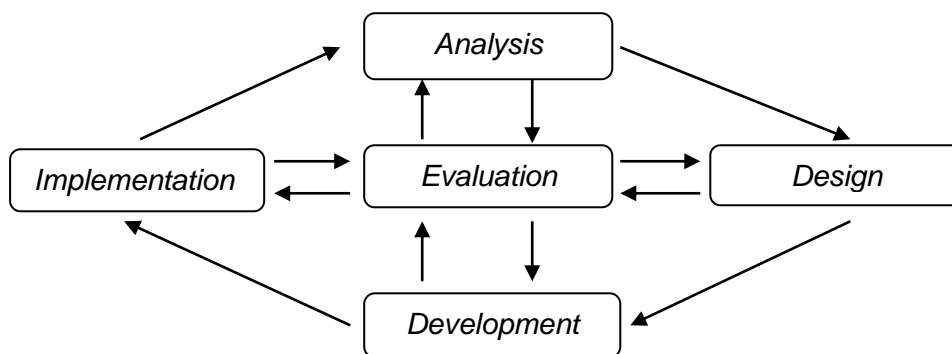 Analysis
Implementation
Evaluation
Design
Development